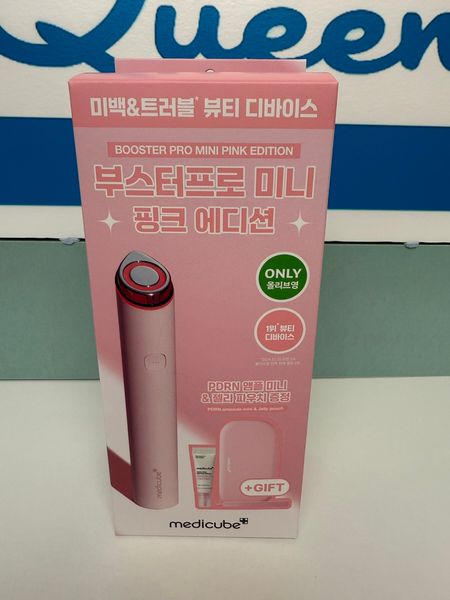 Queen
미백&트러블* 뷰티 디바이스
BOOSTER PRO MINI PINK EDITION
부스터프로 미니
핑크 에디션
ONLY
올리브영
1위* 뷰티
디바이스
PDRN 앰플 미니
& 젤리 파우치 증정
PDRN ampoule mini & Jelly pouch
medicube
+GIFT
medicube